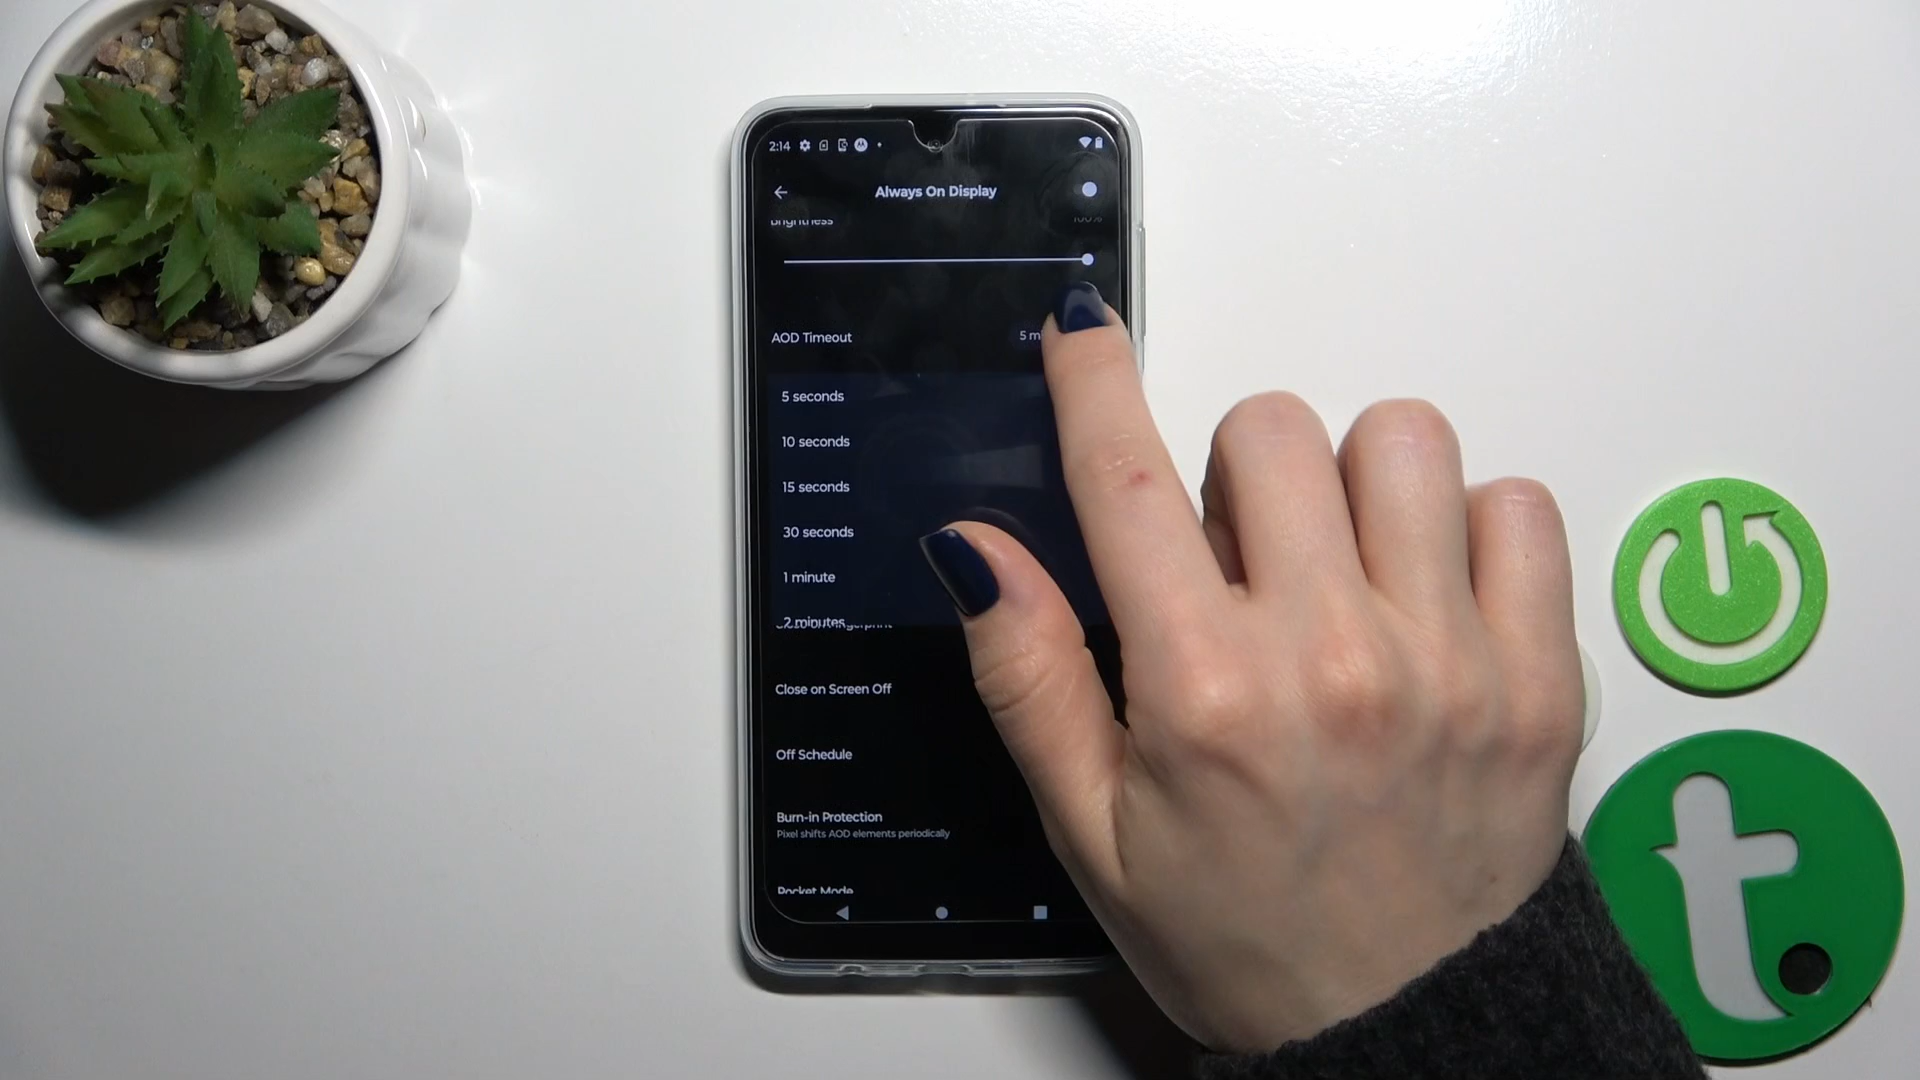 2:14
Always On Display
Brightness 100%
AOD Timeout 5
5 seconds
10 seconds
15 seconds
30 seconds
1 minute
2 minutes
Close on Screen Off
Off Schedule
Burn-in Protection
Pixel shifts AOD elements periodically
Pocket Mode
t